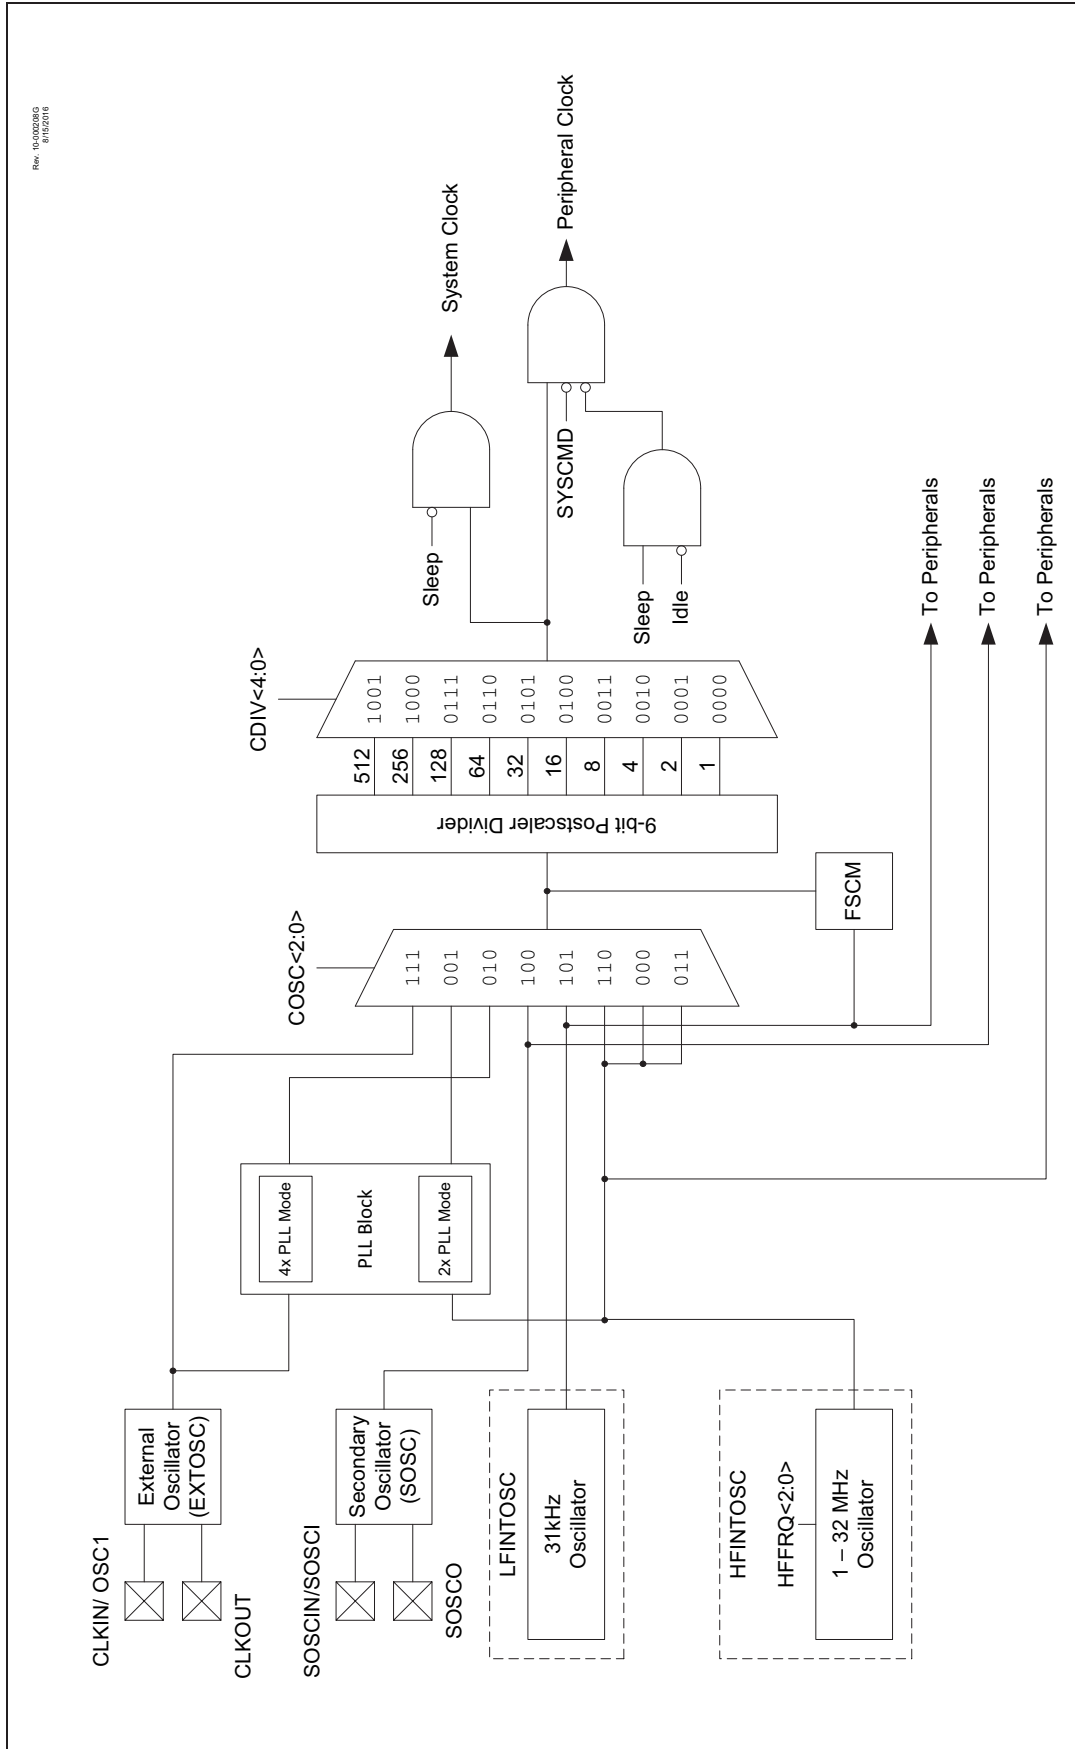 Rev. 10-000208G
8/15/2016
CLKIN/ OSC1
CLKOUT
External
Oscillator
(EXTOSC)
SOSCIN/SOSCI
SOSCO
Secondary
Oscillator
(SOSC)
LFINTOSC
31kHz
Oscillator
HFINTOSC
HFFRQ<2:0>
1 – 32 MHz
Oscillator
4x PLL Mode
PLL Block
2x PLL Mode
COSC<2:0>
111
001
010
100
101
110
000
011
FSCM
9-bit Postscaler Divider
512
256
128
64
32
16
8
4
2
1
CDIV<4:0>
1001
1000
0111
0110
0101
0100
0011
0010
0001
0000
Sleep
System Clock
SYSCMD
Peripheral Clock
Sleep
Idle
To Peripherals
To Peripherals
To Peripherals